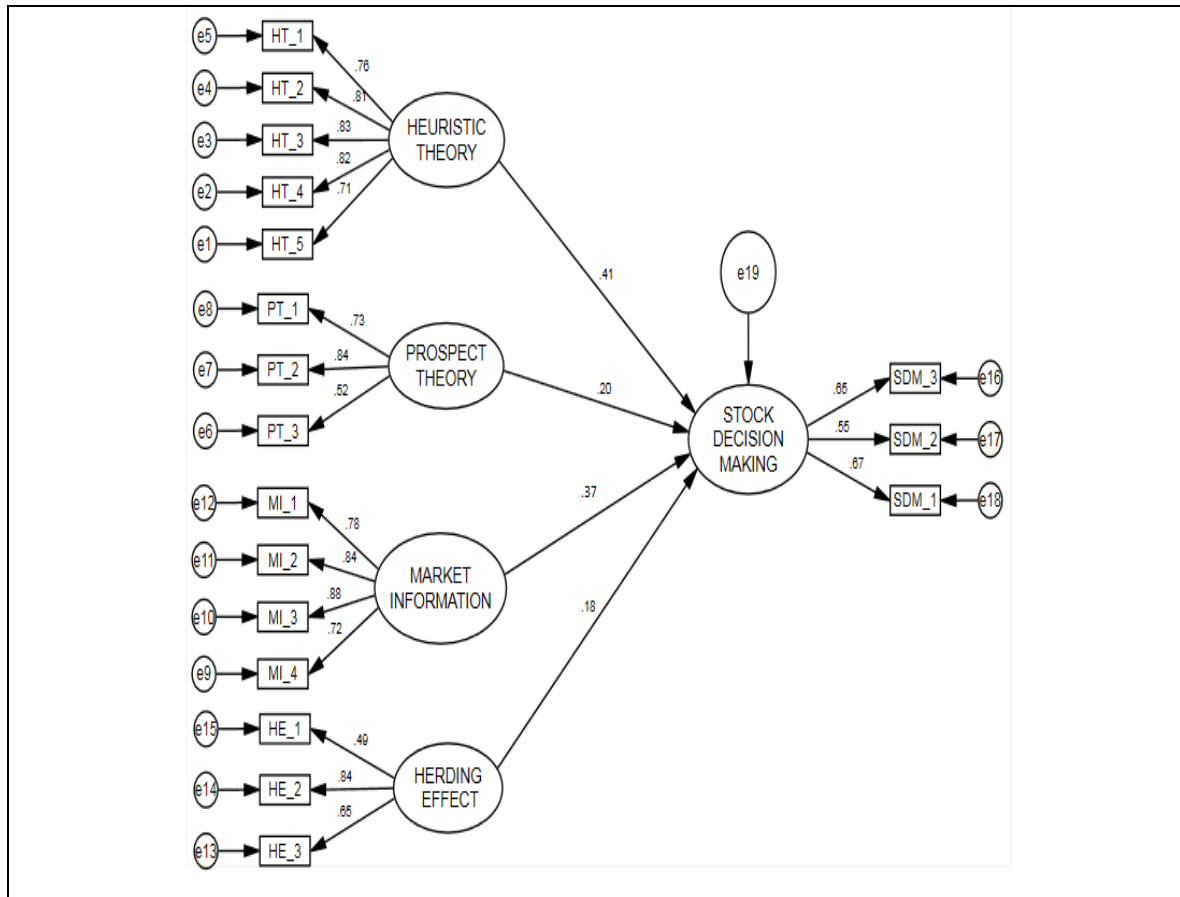 e5 HT_1
.76
e4 HT_2
.81
e3 HT_3
.83
e2 HT_4
.82
e1 HT_5
.71
HEURISTIC
THEORY
.41
e8 PT_1
.73
e7 PT_2
.84
e6 PT_3
.52
PROSPECT
THEORY
.20
e12 MI_1
.78
e11 MI_2
.84
e10 MI_3
.88
e9 MI_4
.72
MARKET
INFORMATION
.37
e15 HE_1
.49
e14 HE_2
.84
e13 HE_3
.65
HERDING
EFFECT
.18
e19
STOCK
DECISION
MAKING
.65
SDM_3 e16
.55
SDM_2 e17
.67
SDM_1 e18